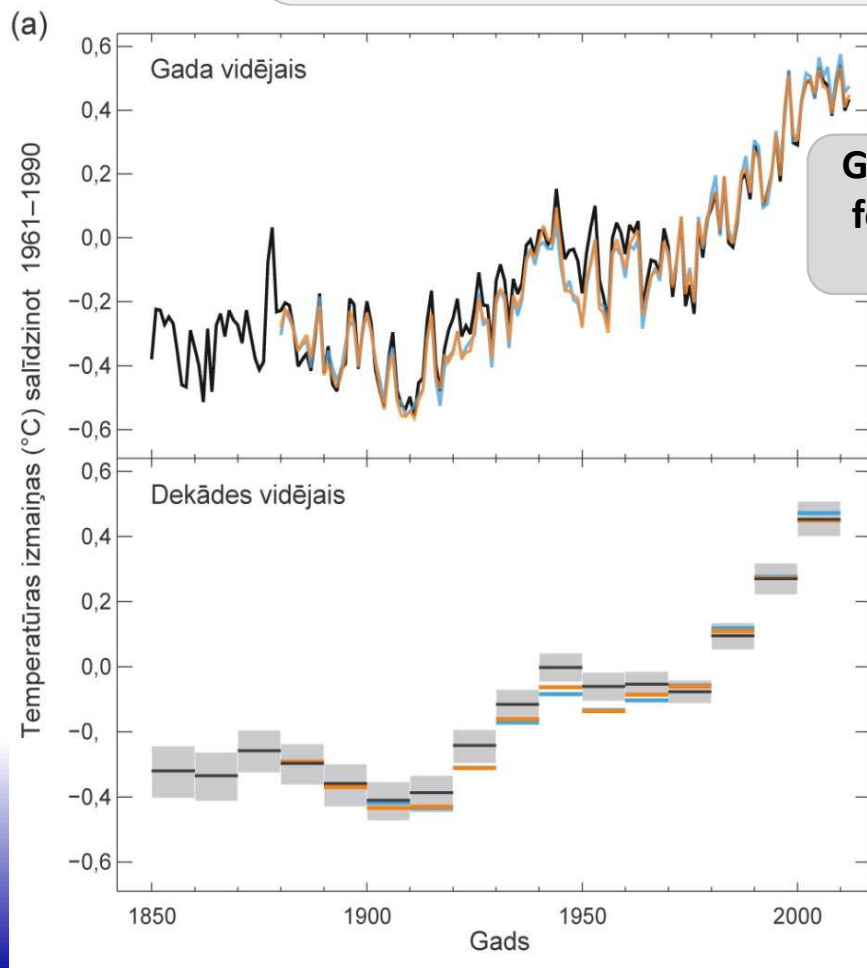 (a)
Temperatūras izmaiņas (°C) salīdzinot 1961–1990
Gada vidējais
0,6
0,4
0,2
0,0
−0,2
−0,4
−0,6
G
fo
Dekādes vidējais
0,6
0,4
0,2
0,0
−0,
−0,4
−0,6
1850
1900
1950
2000
Gads